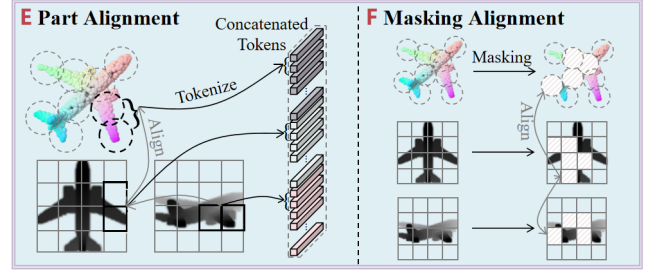 E Part Alignment
Concatenated
Tokens
Tokenize
Align
F Masking Alignment
Masking
Align